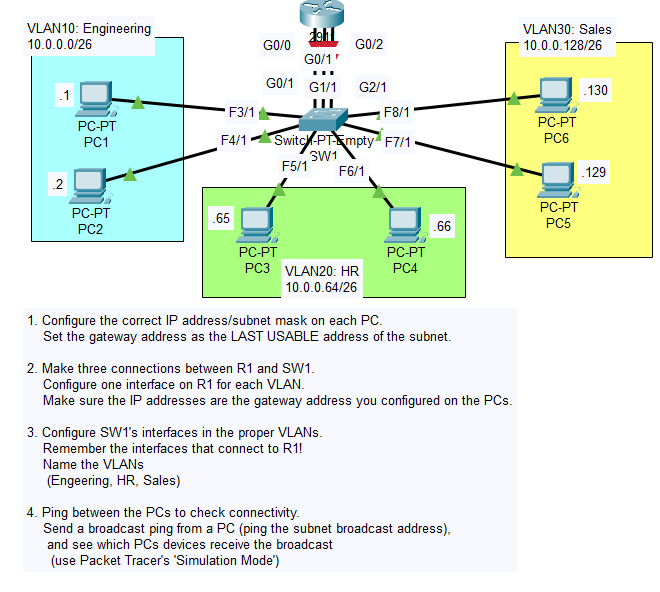 VLAN10: Engineering
10.0.0.0/26
.1
PC-PT
PC1
.2
PC-PT
PC2
G0/0
G0/2
G0/1
G0/1
G1/1
G2/1
F3/1
F8/1
F4/1
Switch-PT-Empty
SW1
F7/1
F5/1
F6/1
VLAN30: Sales
10.0.0.128/26
.130
PC-PT
PC6
.129
PC-PT
PC5
.65
PC-PT
PC3
.66
PC-PT
PC4
VLAN20: HR
10.0.0.64/26
1. Configure the correct IP address/subnet mask on each PC.
Set the gateway address as the LAST USABLE address of the subnet.
2. Make three connections between R1 and SW1.
Configure one interface on R1 for each VLAN.
Make sure the IP addresses are the gateway address you configured on the PCs.
3. Configure SW1's interfaces in the proper VLANs.
Remember the interfaces that connect to R1!
Name the VLANs
(Engeering, HR, Sales)
4. Ping between the PCs to check connectivity.
Send a broadcast ping from a PC (ping the subnet broadcast address),
and see which PCs devices receive the broadcast
(use Packet Tracer's 'Simulation Mode')